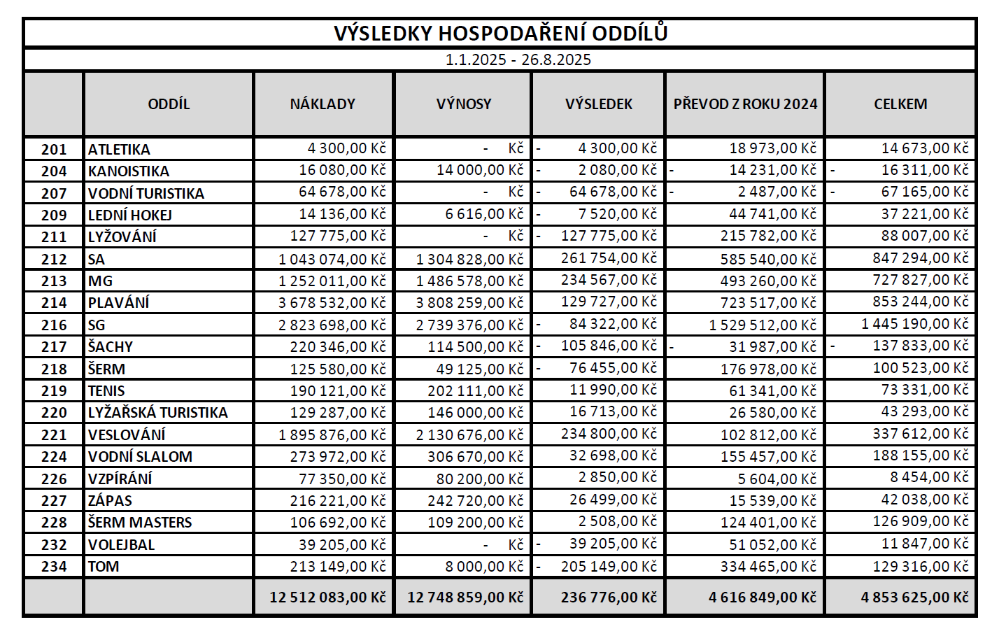 VÝSLEDKY HOSPODAŘENÍ ODDÍLŮ
1.1.2025 - 26.8.2025
ODDÍL NÁKLADY VÝNOSY VÝSLEDEK PŘEVOD Z ROKU 2024 CELKEM
201 ATLETIKA 4 300,00 Kč - Kč - 4 300,00 Kč 18 973,00 Kč 14 673,00 Kč
204 KANOISTIKA 16 080,00 Kč 14 000,00 Kč - 2 080,00 Kč - 14 231,00 Kč - 16 311,00 Kč
207 VODNÍ TURISTIKA 64 678,00 Kč - Kč - 64 678,00 Kč - 2 487,00 Kč - 67 165,00 Kč
209 LEDNÍ HOKEJ 14 136,00 Kč 6 616,00 Kč - 7 520,00 Kč 44 741,00 Kč 37 221,00 Kč
211 LYŽOVÁNÍ 127 775,00 Kč - Kč - 127 775,00 Kč 215 782,00 Kč 88 007,00 Kč
212 SA 1 043 074,00 Kč 1 304 828,00 Kč 261 754,00 Kč 585 540,00 Kč 847 294,00 Kč
213 MG 1 252 011,00 Kč 1 486 578,00 Kč 234 567,00 Kč 493 260,00 Kč 727 827,00 Kč
214 PLAVÁNÍ 3 678 532,00 Kč 3 808 259,00 Kč 129 727,00 Kč 723 517,00 Kč 853 244,00 Kč
216 SG 2 823 698,00 Kč 2 739 376,00 Kč - 84 322,00 Kč 1 529 512,00 Kč 1 445 190,00 Kč
217 ŠACHY 220 346,00 Kč 114 500,00 Kč - 105 846,00 Kč - 31 987,00 Kč - 137 833,00 Kč
218 ŠERM 125 580,00 Kč 49 125,00 Kč - 76 455,00 Kč 176 978,00 Kč 100 523,00 Kč
219 TENIS 190 121,00 Kč 202 111,00 Kč 11 990,00 Kč 61 341,00 Kč 73 331,00 Kč
220 LYŽAŘSKÁ TURISTIKA 129 287,00 Kč 146 000,00 Kč 16 713,00 Kč 26 580,00 Kč 43 293,00 Kč
221 VESLOVÁNÍ 1 895 876,00 Kč 2 130 676,00 Kč 234 800,00 Kč 102 812,00 Kč 337 612,00 Kč
224 VODNÍ SLALOM 273 972,00 Kč 306 670,00 Kč 32 698,00 Kč 155 457,00 Kč 188 155,00 Kč
226 VZPÍRÁNÍ 77 350,00 Kč 80 200,00 Kč 2 850,00 Kč 5 604,00 Kč 8 454,00 Kč
227 ZÁPAS 216 221,00 Kč 242 720,00 Kč 26 499,00 Kč 15 539,00 Kč 42 038,00 Kč
228 ŠERM MASTERS 106 692,00 Kč 109 200,00 Kč 2 508,00 Kč 124 401,00 Kč 126 909,00 Kč
232 VOLEJBAL 39 205,00 Kč - Kč - 39 205,00 Kč 51 052,00 Kč 11 847,00 Kč
234 TOM 213 149,00 Kč 8 000,00 Kč - 205 149,00 Kč 334 465,00 Kč 129 316,00 Kč
12 512 083,00 Kč 12 748 859,00 Kč 236 776,00 Kč 4 616 849,00 Kč 4 853 625,00 Kč